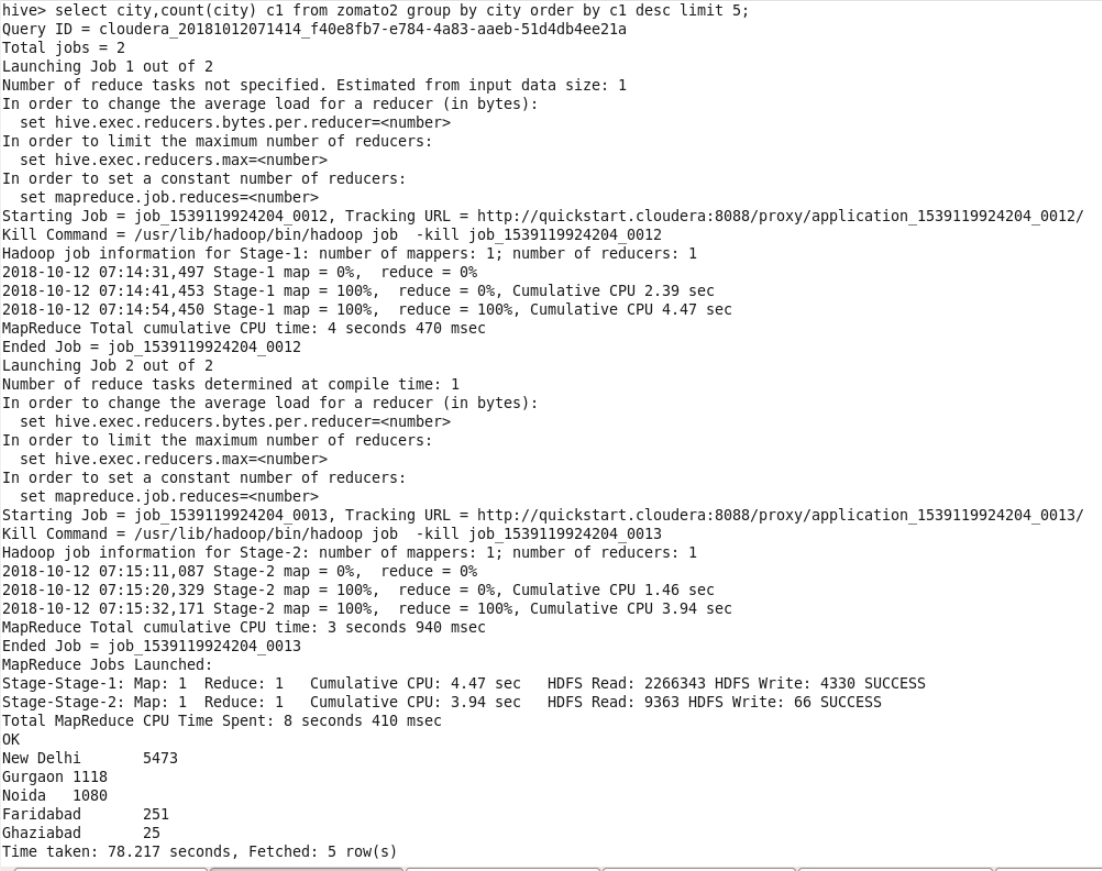 hive> select city,count(city) c1 from zomato2 group by city order by c1 desc limit 5;
Query ID = cloudera_20181012071414_f40e8fb7-e784-4a83-aaeb-51d4db4ee21a
Total jobs = 2
Launching Job 1 out of 2
Number of reduce tasks not specified. Estimated from input data size: 1
In order to change the average load for a reducer (in bytes):
  set hive.exec.reducers.bytes.per.reducer=<number>
In order to limit the maximum number of reducers:
  set hive.exec.reducers.max=<number>
In order to set a constant number of reducers:
  set mapreduce.job.reduces=<number>
Starting Job = job_1539119924204_0012, Tracking URL = http://quickstart.cloudera:8088/proxy/application_1539119924204_0012/
Kill Command = /usr/lib/hadoop/bin/hadoop job  -kill job_1539119924204_0012
Hadoop job information for Stage-1: number of mappers: 1; number of reducers: 1
2018-10-12 07:14:31,497 Stage-1 map = 0%,  reduce = 0%
2018-10-12 07:14:41,453 Stage-1 map = 100%,  reduce = 0%, Cumulative CPU 2.39 sec
2018-10-12 07:14:54,450 Stage-1 map = 100%,  reduce = 100%, Cumulative CPU 4.47 sec
MapReduce Total cumulative CPU time: 4 seconds 470 msec
Ended Job = job_1539119924204_0012
Launching Job 2 out of 2
Number of reduce tasks determined at compile time: 1
In order to change the average load for a reducer (in bytes):
  set hive.exec.reducers.bytes.per.reducer=<number>
In order to limit the maximum number of reducers:
  set hive.exec.reducers.max=<number>
In order to set a constant number of reducers:
  set mapreduce.job.reduces=<number>
Starting Job = job_1539119924204_0013, Tracking URL = http://quickstart.cloudera:8088/proxy/application_1539119924204_0013/
Kill Command = /usr/lib/hadoop/bin/hadoop job  -kill job_1539119924204_0013
Hadoop job information for Stage-2: number of mappers: 1; number of reducers: 1
2018-10-12 07:15:11,087 Stage-2 map = 0%,  reduce = 0%
2018-10-12 07:15:20,329 Stage-2 map = 100%,  reduce = 0%, Cumulative CPU 1.46 sec
2018-10-12 07:15:32,171 Stage-2 map = 100%,  reduce = 100%, Cumulative CPU 3.94 sec
MapReduce Total cumulative CPU time: 3 seconds 940 msec
Ended Job = job_1539119924204_0013
MapReduce Jobs Launched:
Stage-Stage-1: Map: 1  Reduce: 1   Cumulative CPU: 4.47 sec   HDFS Read: 2266343 HDFS Write: 4330 SUCCESS
Stage-Stage-2: Map: 1  Reduce: 1   Cumulative CPU: 3.94 sec   HDFS Read: 9363 HDFS Write: 66 SUCCESS
Total MapReduce CPU Time Spent: 8 seconds 410 msec
OK
New Delhi       5473
Gurgaon 1118
Noida   1080
Faridabad       251
Ghaziabad       25
Time taken: 78.217 seconds, Fetched: 5 row(s)